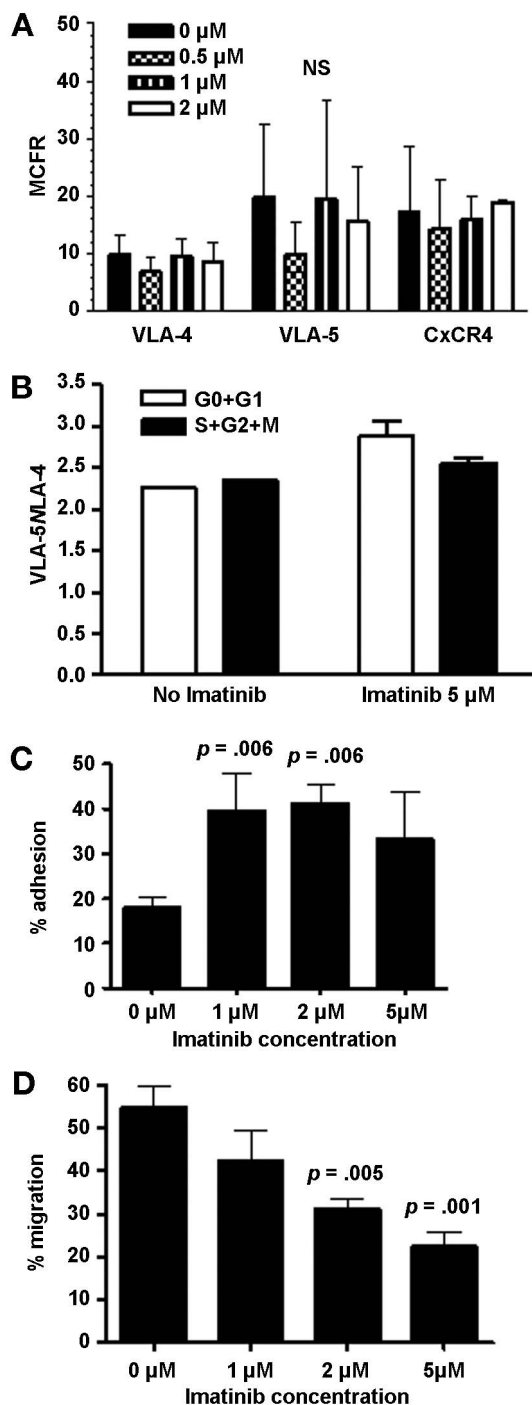 A
50
40
30
20
10
0
MCFR
0 µM
0.5 µM
1 µM
2 µM
NS
VLA-4 VLA-5 CxCR4
B
3.5
3.0
2.5
2.0
1.5
1.0
0.5
0.0
VLA-5/VLA-4
G0+G1
S+G2+M
No Imatinib Imatinib 5 µM
C
50
40
30
20
10
0
% adhesion
p = .006 p = .006
0 µM 1 µM 2 µM 5µM
Imatinib concentration
D
60
50
40
30
20
10
0
% migration
p = .005
p = .001
0 µM 1 µM 2 µM 5µM
Imatinib concentration